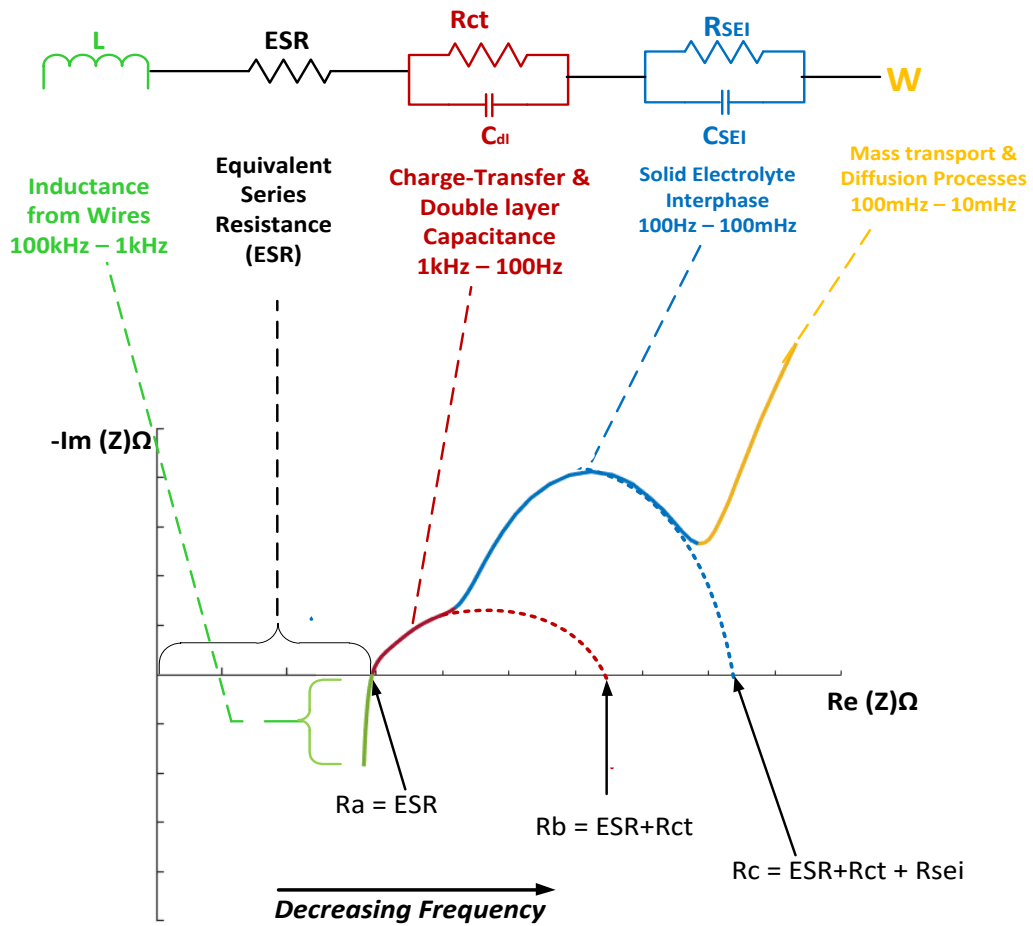 L
ESR
Rct
RSEI
W
Cdl
CSEI
Inductance
from Wires
100kHz – 1kHz
Equivalent
Series
Resistance
(ESR)
Charge-Transfer &
Double layer
Capacitance
1kHz – 100Hz
Solid Electrolyte
Interphase
100Hz – 100mHz
Mass transport &
Diffusion Processes
100mHz – 10mHz
-Im (Z)Ω
Re (Z)Ω
Ra = ESR
Rb = ESR+Rct
Rc = ESR+Rct + Rsei
Decreasing Frequency